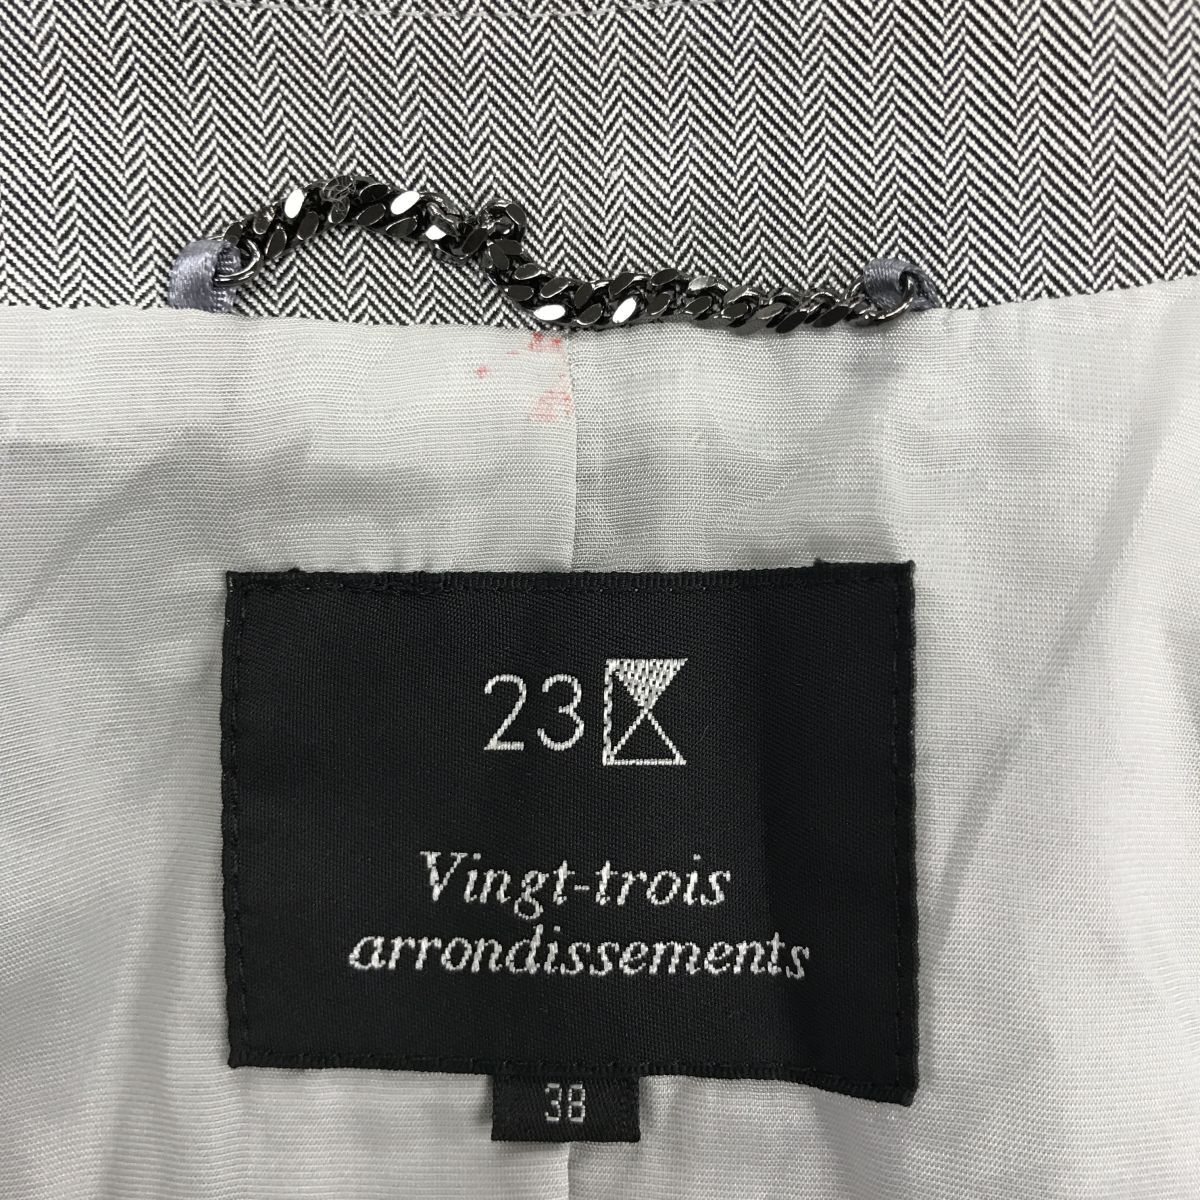 23
Vingt-trois
arrondissements
38